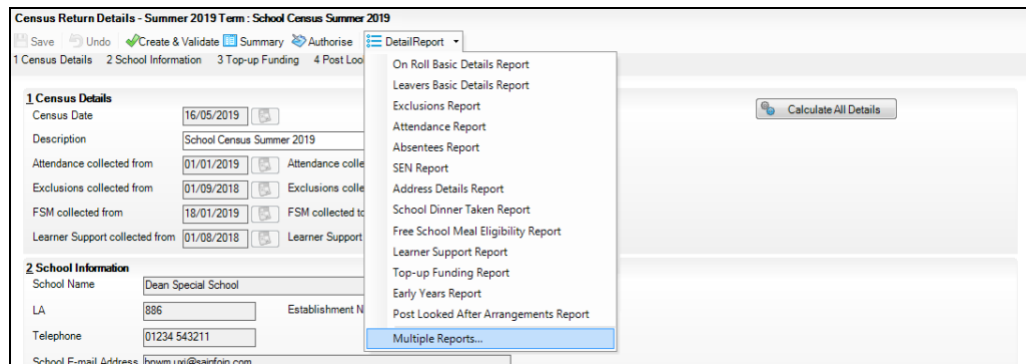 Census Return Details - Summer 2019 Term : School Census Summer 2019
Save Undo Create & Validate Summary Authorise DetailReport
1 Census Details 2 School Information 3 Top-up Funding 4 Post Loo
On Roll Basic Details Report
Leavers Basic Details Report
Exclusions Report
Attendance Report
Absentees Report
SEN Report
Address Details Report
School Dinner Taken Report
Free School Meal Eligibility Report
Learner Support Report
Top-up Funding Report
Early Years Report
Post Looked After Arrangements Report
Multiple Reports...
1 Census Details
Census Date 16/05/2019
Calculate All Details
Description School Census Summer 2019
Attendance collected from 01/01/2019 Attendance colle
Exclusions collected from 01/09/2018 Exclusions colle
FSM collected from 18/01/2019 FSM collected to
Learner Support collected from 01/08/2018 Learner Support
2 School Information
School Name Dean Special School
LA 886 Establishment N
Telephone 01234 543211
School E-mail Address